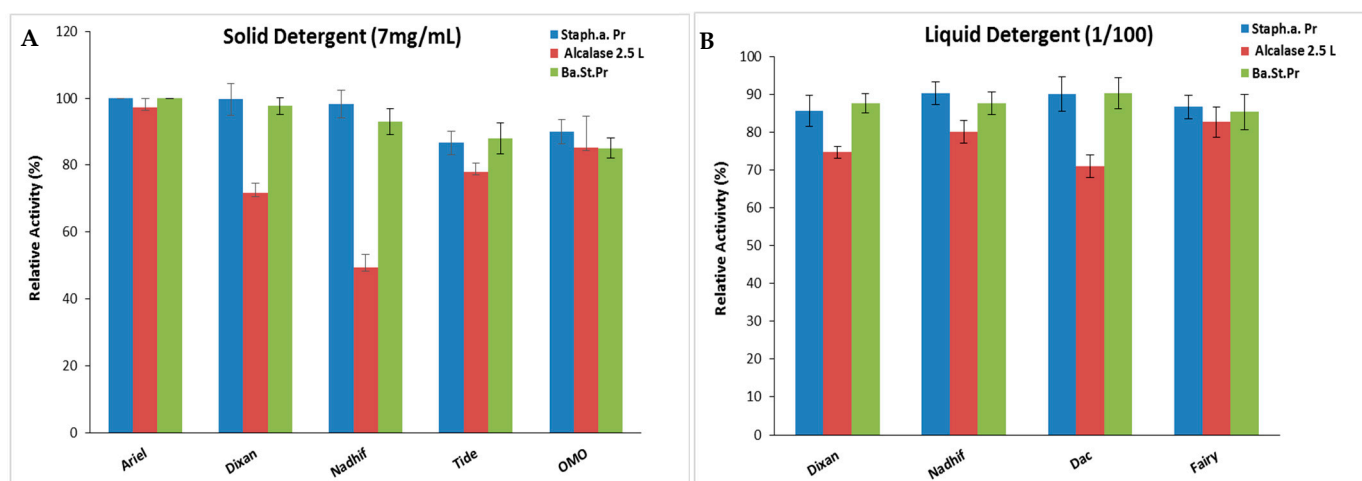 A
Solid Detergent (7mg/mL)
Staph.a. Pr
Alcalase 2.5 L
Ba.St.Pr
Relative Activity (%)
120
100
80
60
40
20
0
Ariel
Dixan
Nadhif
Tide
OMO
B
Liquid Detergent (1/100)
Staph.a. Pr
Alcalase 2.5 L
Ba.St.Pr
Relative Activivty (%)
100
90
80
70
60
50
40
30
20
10
0
Dixan
Nadhif
Dac
Fairy